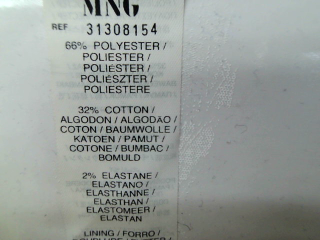 MNG
REF 31308154
66% POLYESTER /
POLIESTER /
POLIÉSTER /
POLIÉSZTER /
POLIESTERE
32% COTTON /
ALGODON / ALGODAO /
COTON / BAUMWOLLE /
KATOEN / PAMUT /
COTONE / BUMBAC /
BOMULD
2% ELASTANE /
ELASTANO /
ELASTHANNE /
ELASTHAN /
ELASTOMEER /
ELASTAN
LINING / FORRO /